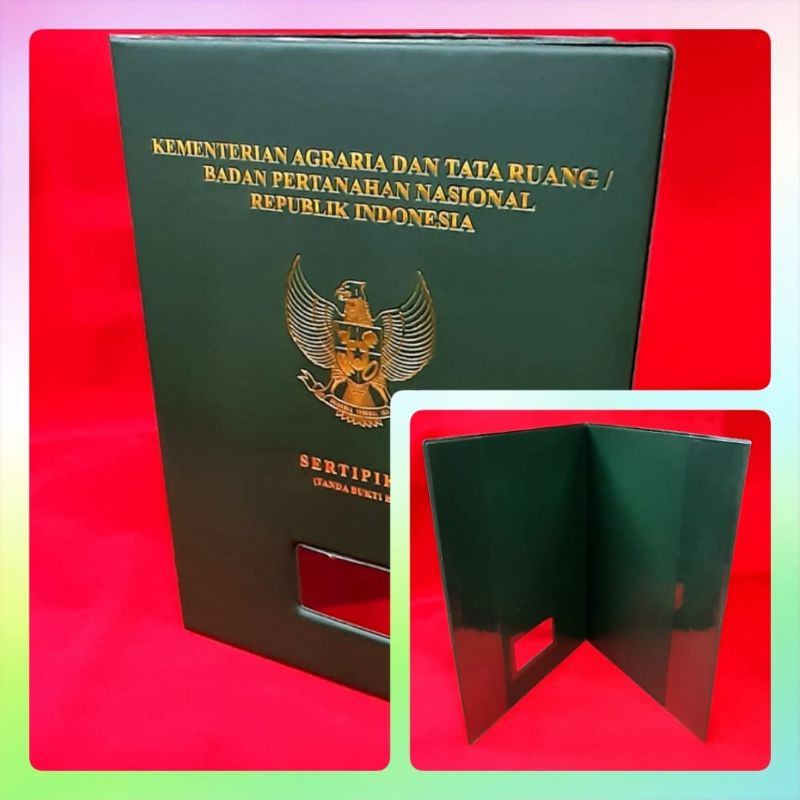 KEMENTERIAN AGRARIA DAN TATA RUANG /
BADAN PERTANAHAN NASIONAL
REPUBLIK INDONESIA
SERTIPIK
(TANDA BUKTI